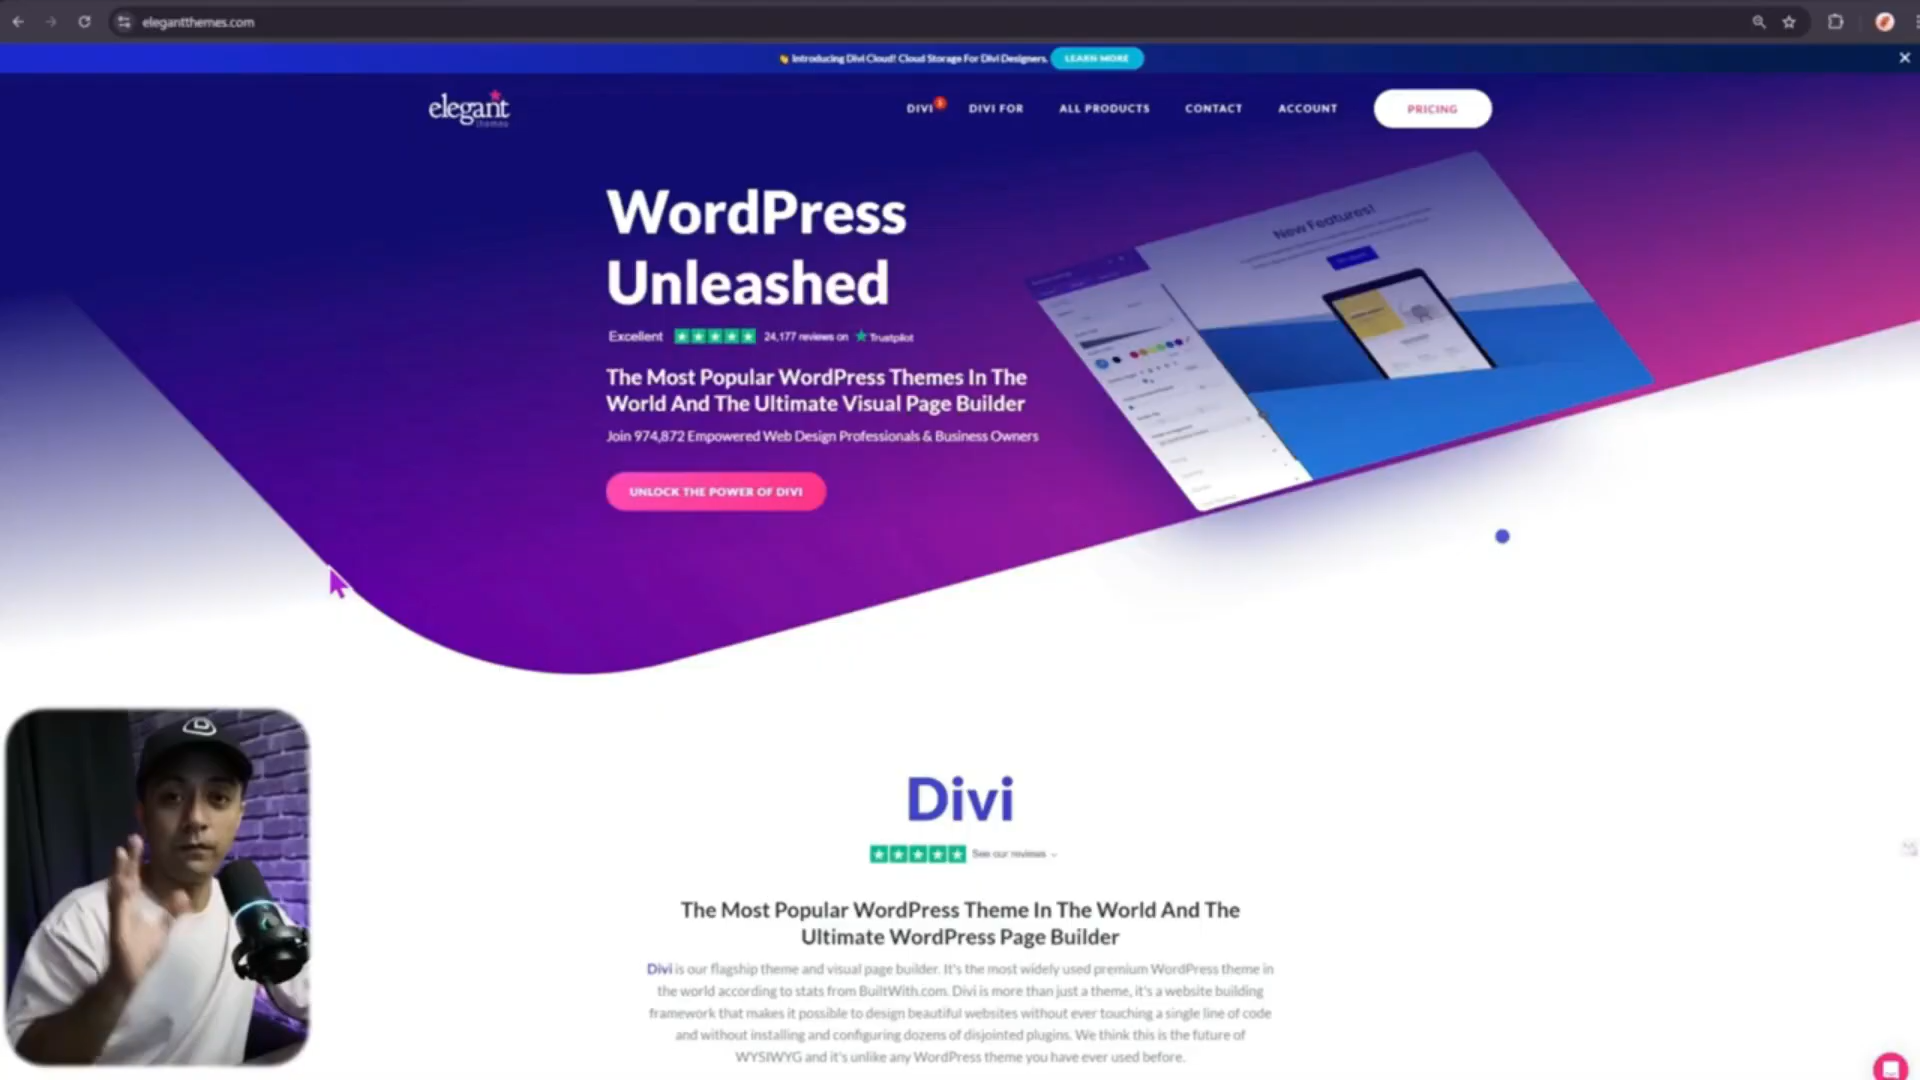 elegantthemes.com
Introducing Divi Cloud! Cloud Storage For Divi Designers. LEARN MORE
elegant
themes
DIVI DIVI FOR ALL PRODUCTS CONTACT ACCOUNT PRICING
WordPress
Unleashed
Excellent 24,177 reviews on Trustpilot
The Most Popular WordPress Themes In The
World And The Ultimate Visual Page Builder
Join 974,872 Empowered Web Design Professionals & Business Owners
UNLOCK THE POWER OF DIVI
New Features!
Divi
See our reviews
The Most Popular WordPress Theme In The World And The
Ultimate WordPress Page Builder
Divi is our flagship theme and visual page builder. It's the most widely used premium WordPress theme in
the world according to stats from BuiltWith.com. Divi is more than just a theme, it's a website building
framework that makes it possible to design beautiful websites without ever touching a single line of code
and without installing and configuring dozens of disjointed plugins. We think this is the future of
WYSIWYG and it's unlike any WordPress theme you have ever used before.